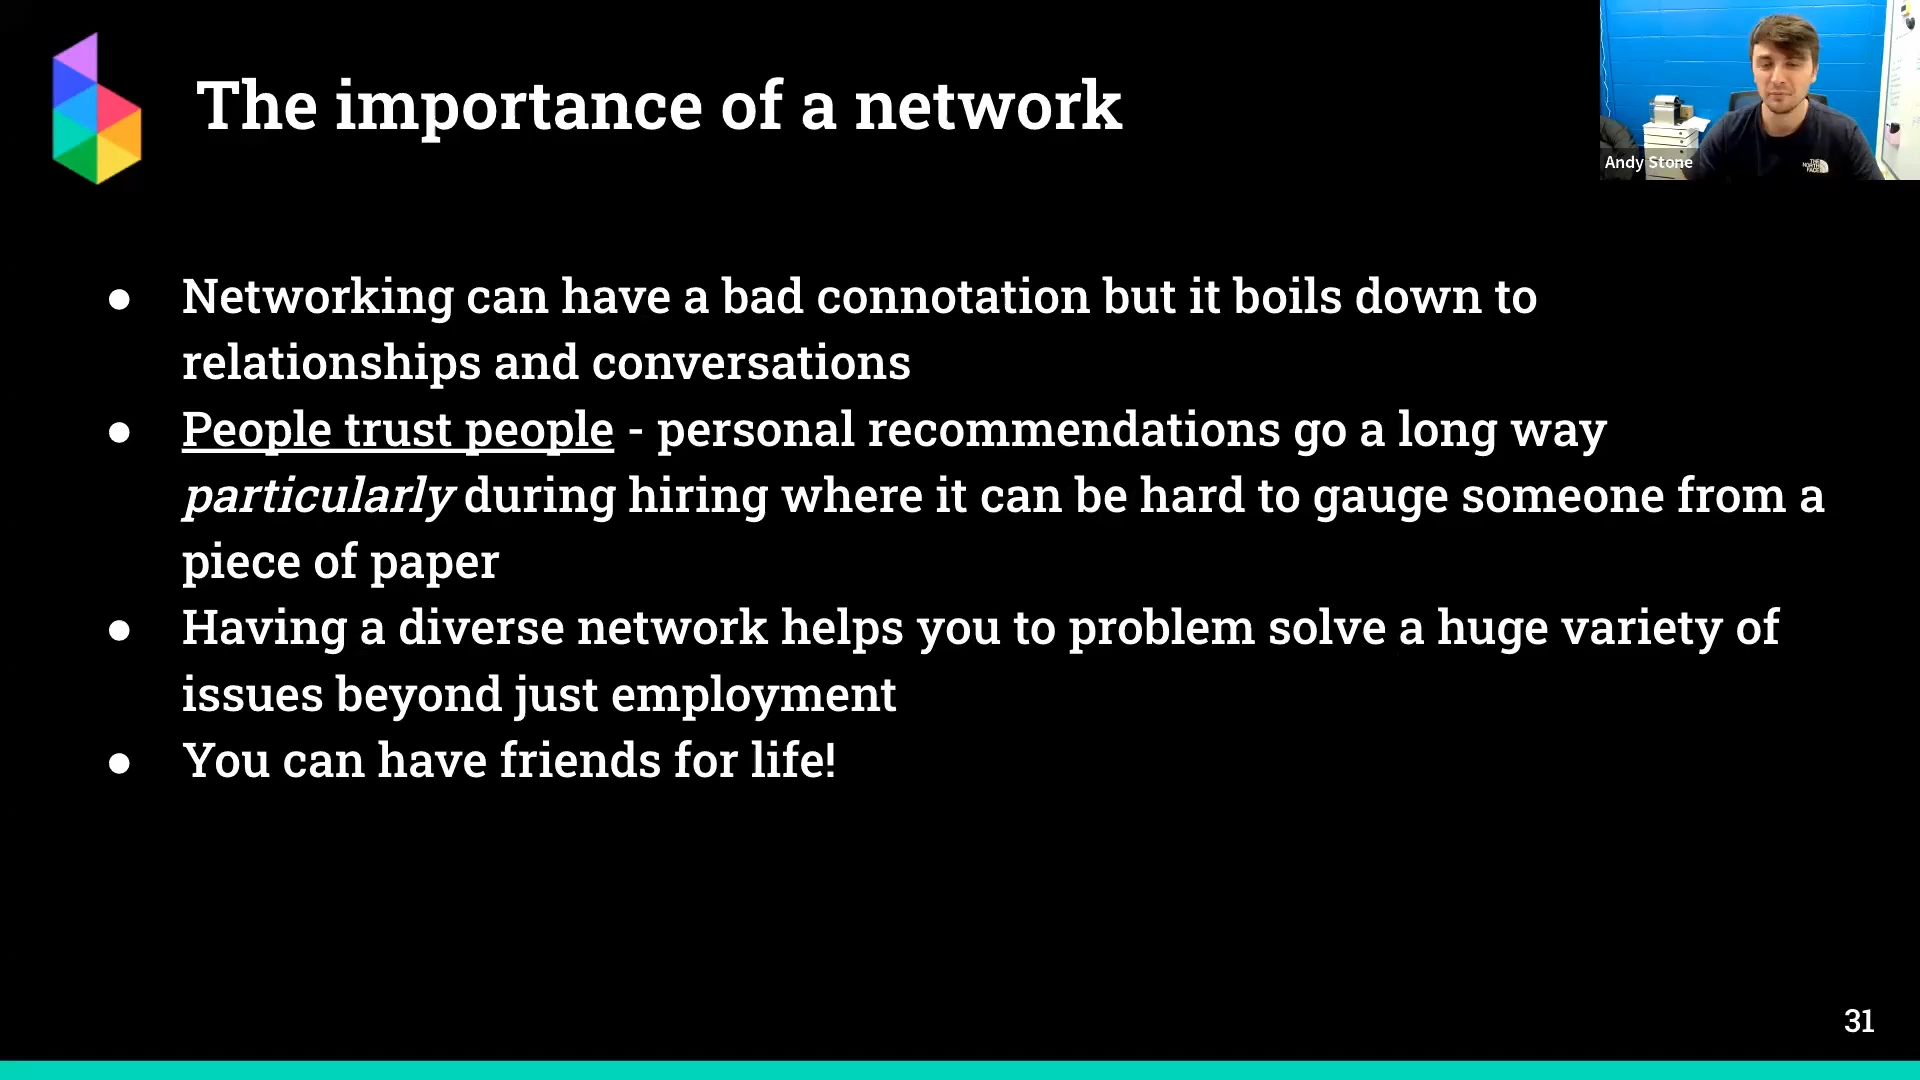 The importance of a network
Andy Stone
THE
NORTH
FACE
● Networking can have a bad connotation but it boils down to
relationships and conversations
● People trust people - personal recommendations go a long way
particularly during hiring where it can be hard to gauge someone from a
piece of paper
● Having a diverse network helps you to problem solve a huge variety of
issues beyond just employment
● You can have friends for life!
31